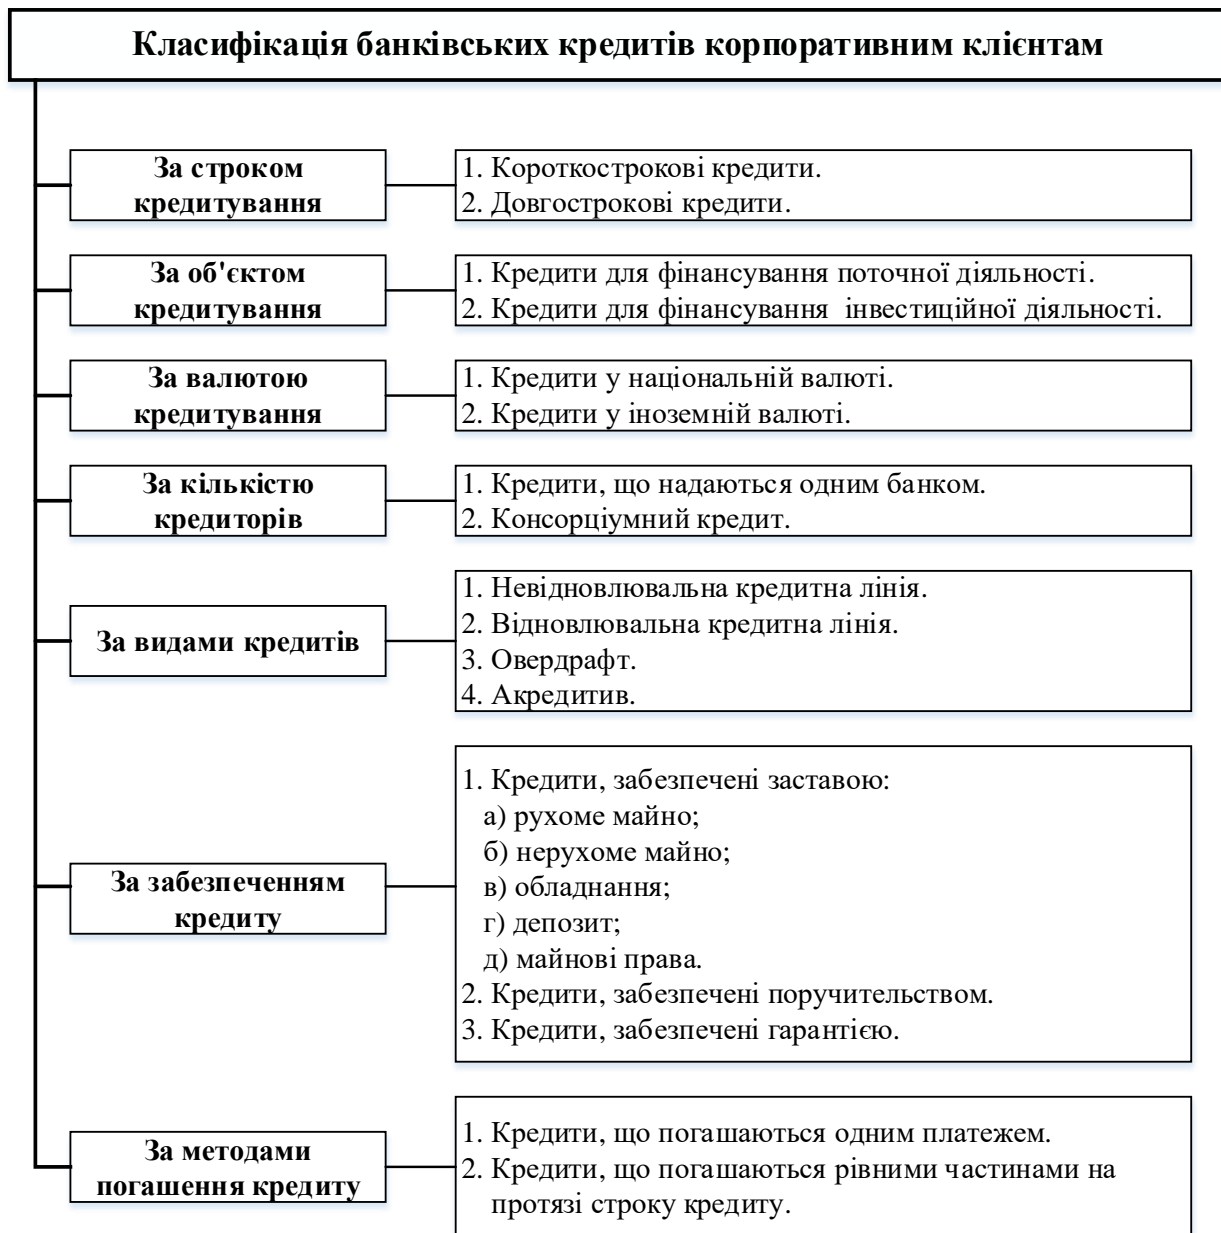 Класифікація банківських кредитів корпоративним клієнтам
За строком
кредитування
1. Короткострокові кредити.
2. Довгострокові кредити.
За об'єктом
кредитування
1. Кредити для фінансування поточної діяльності.
2. Кредити для фінансування інвестиційної діяльності.
За валютою
кредитування
1. Кредити у національній валюті.
2. Кредити у іноземній валюті.
За кількістю
кредиторів
1. Кредити, що надаються одним банком.
2. Консорціумний кредит.
За видами кредитів
1. Невідновлювальна кредитна лінія.
2. Відновлювальна кредитна лінія.
3. Овердрафт.
4. Акредитив.
За забезпеченням
кредиту
1. Кредити, забезпечені заставою:
а) рухоме майно;
б) нерухоме майно;
в) обладнання;
г) депозит;
д) майнові права.
2. Кредити, забезпечені поручительством.
3. Кредити, забезпечені гарантією.
За методами
погашення кредиту
1. Кредити, що погашаються одним платежем.
2. Кредити, що погашаються рівними частинами на
протязі строку кредиту.